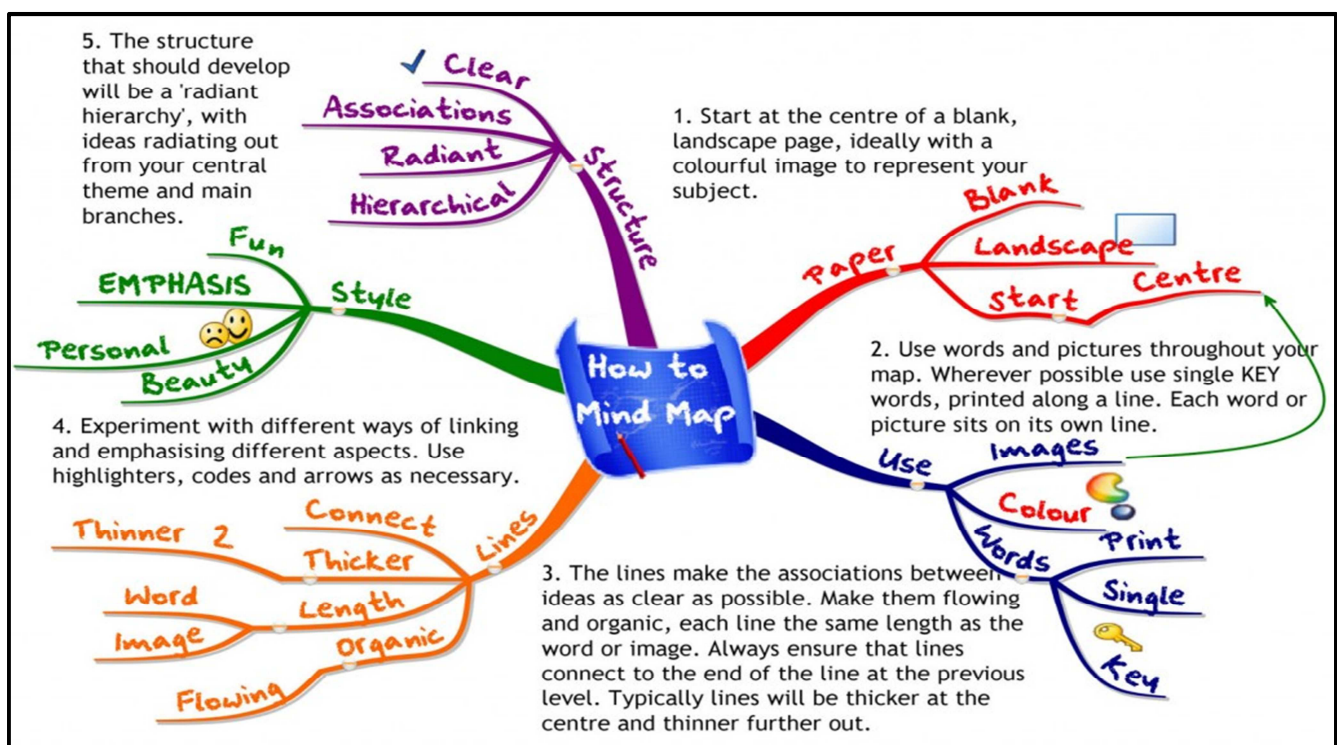 How to
Mind Map
1. Start at the centre of a blank,
landscape page, ideally with a
colourful image to represent your
subject.
Paper
Blank
Landscape
Start
Centre
2. Use words and pictures throughout your
map. Wherever possible use single KEY
words, printed along a line. Each word or
picture sits on its own line.
Use
Images
Colour
Words
Print
Single
Key
3. The lines make the associations between
ideas as clear as possible. Make them flowing
and organic, each line the same length as the
word or image. Always ensure that lines
connect to the end of the line at the previous
level. Typically lines will be thicker at the
centre and thinner further out.
Lines
Connect
Thicker
Thinner 2
Length
Word
Image
Organic
Flowing
4. Experiment with different ways of linking
and emphasising different aspects. Use
highlighters, codes and arrows as necessary.
Style
Fun
EMPHASIS
Personal
Beauty
5. The structure
that should develop
will be a 'radiant
hierarchy', with
ideas radiating out
from your central
theme and main
branches.
Structure
Clear
Associations
Radiant
Hierarchical